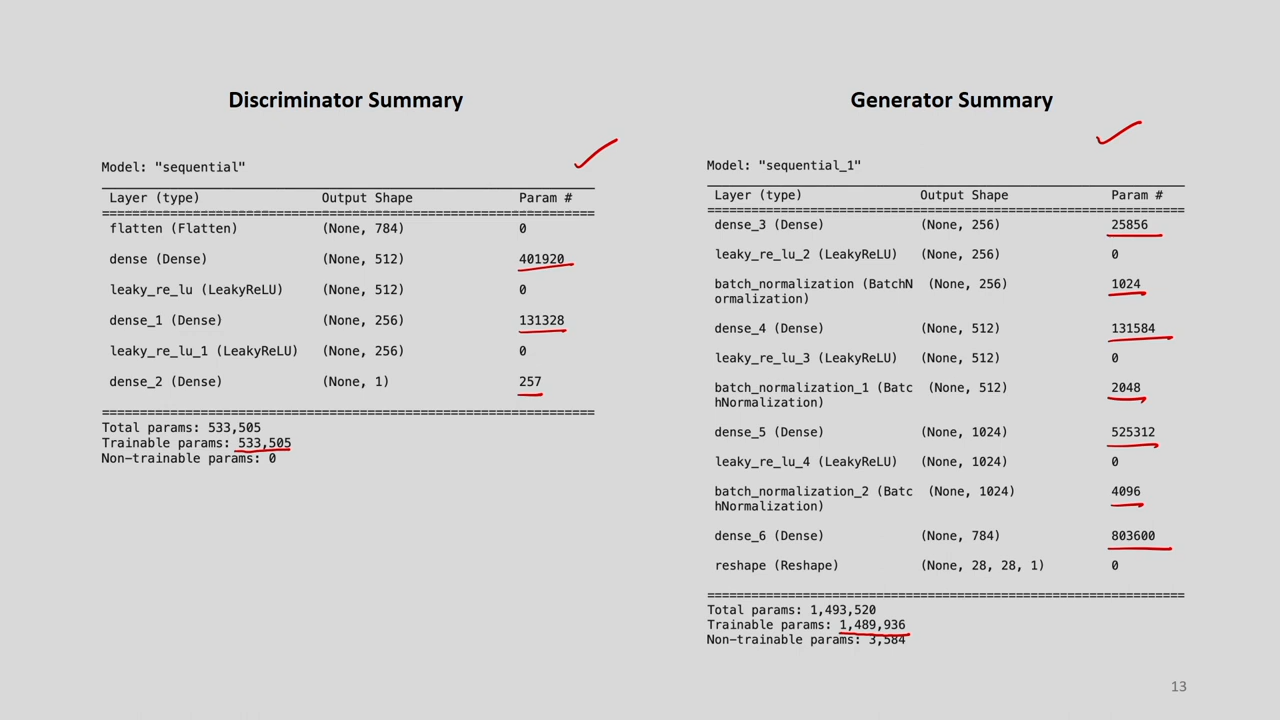 Discriminator Summary
Model: "sequential"
Layer (type) Output Shape Param #
flatten (Flatten) (None, 784) 0
dense (Dense) (None, 512) 401920
leaky_re_lu (LeakyReLU) (None, 512) 0
dense_1 (Dense) (None, 256) 131328
leaky_re_lu_1 (LeakyReLU) (None, 256) 0
dense_2 (Dense) (None, 1) 257
Total params: 533,505
Trainable params: 533,505
Non-trainable params: 0
Generator Summary
Model: "sequential_1"
Layer (type) Output Shape Param #
dense_3 (Dense) (None, 256) 25856
leaky_re_lu_2 (LeakyReLU) (None, 256) 0
batch_normalization (BatchN (None, 256) 1024
ormalization)
dense_4 (Dense) (None, 512) 131584
leaky_re_lu_3 (LeakyReLU) (None, 512) 0
batch_normalization_1 (Batc (None, 512) 2048
hNormalization)
dense_5 (Dense) (None, 1024) 525312
leaky_re_lu_4 (LeakyReLU) (None, 1024) 0
batch_normalization_2 (Batc (None, 1024) 4096
hNormalization)
dense_6 (Dense) (None, 784) 803600
reshape (Reshape) (None, 28, 28, 1) 0
Total params: 1,493,520
Trainable params: 1,489,936
Non-trainable params: 3,584
13